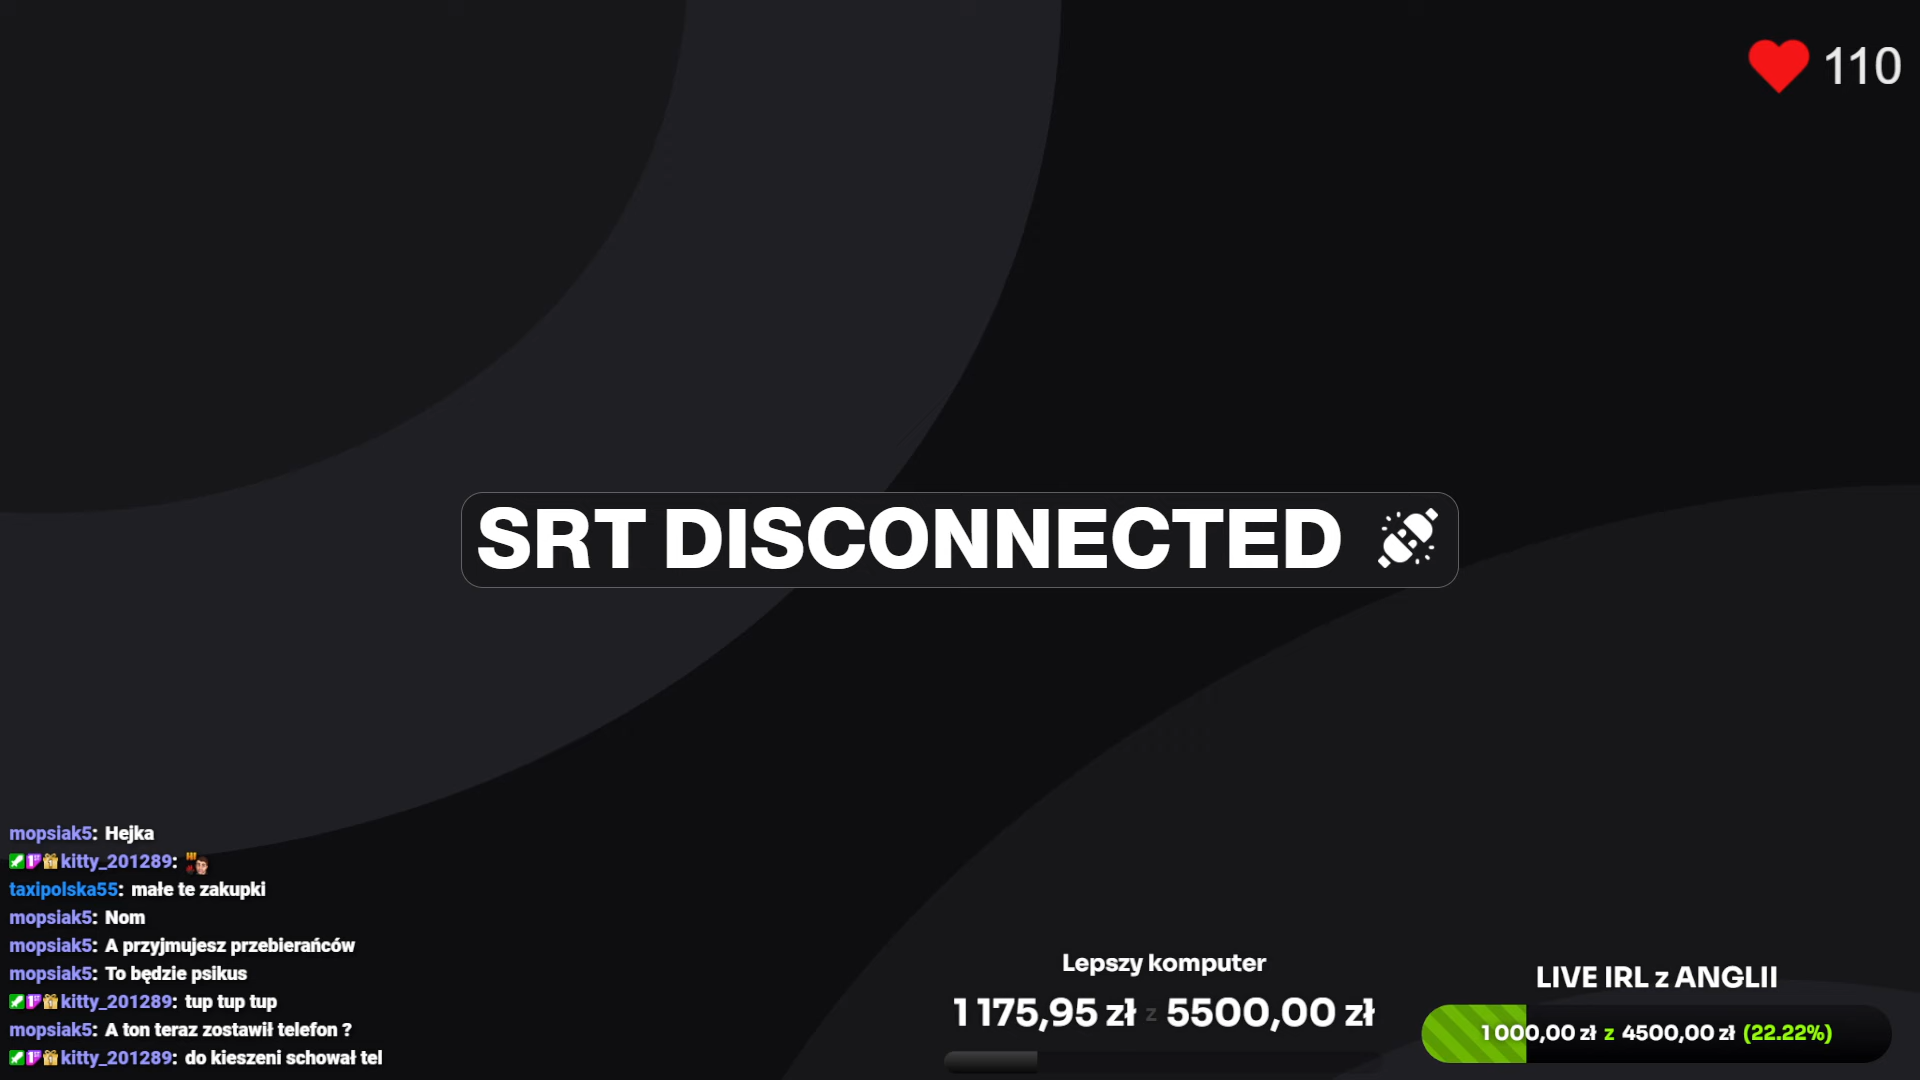 110
SRT DISCONNECTED
mopsiak5: Hejka
kitty_201289:
taxipolska55: małe te zakupki
mopsiak5: Nom
mopsiak5: A przyjmujesz przebierańców
mopsiak5: To będzie psikus
kitty_201289: tup tup tup
mopsiak5: A ton teraz zostawił telefon ?
kitty_201289: do kieszeni schował tel
Lepszy komputer
1 175,95 zł z 5500,00 zł
LIVE IRL z ANGLII
1 000,00 zł z 4500,00 zł (22.22%)